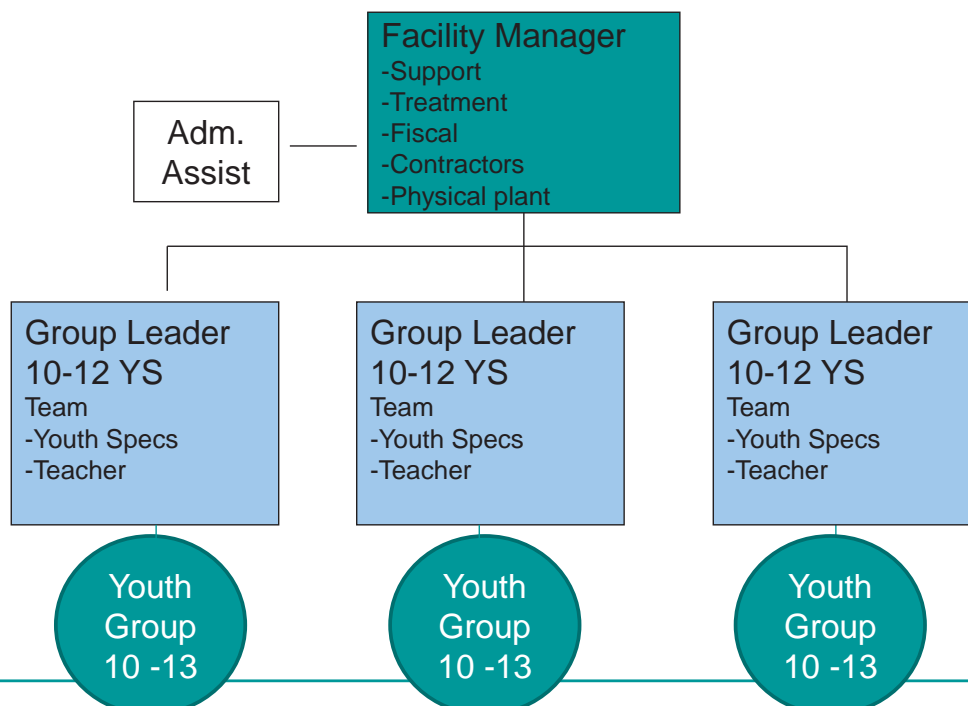 Facility Manager
-Support
-Treatment
-Fiscal
-Contractors
-Physical plant
Adm.
Assist
Group Leader
10-12 YS
Team
-Youth Specs
-Teacher
Group Leader
10-12 YS
Team
-Youth Specs
-Teacher
Group Leader
10-12 YS
Team
-Youth Specs
-Teacher
Youth
Group
10 -13
Youth
Group
10 -13
Youth
Group
10 -13